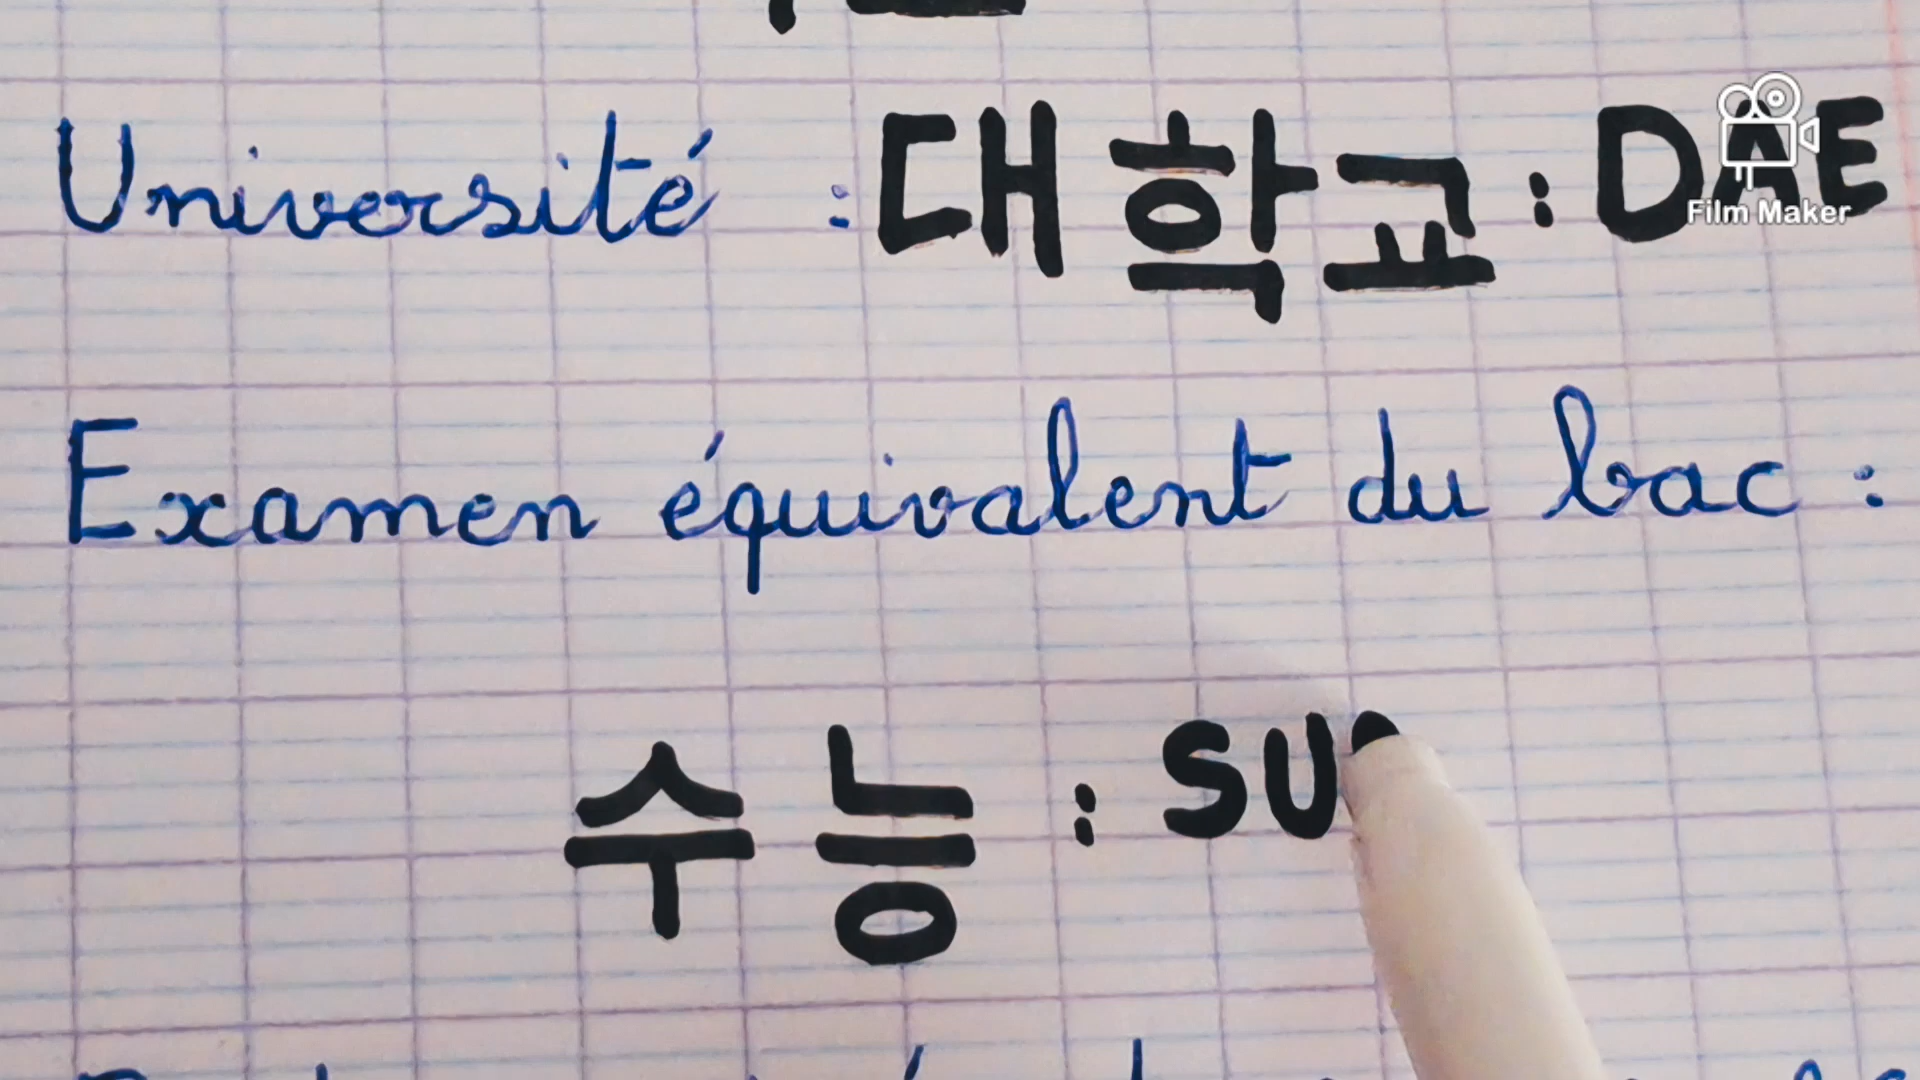 Université : 대학교 : DAE
Film Maker
Examen équivalent du bac :
수능 : SU